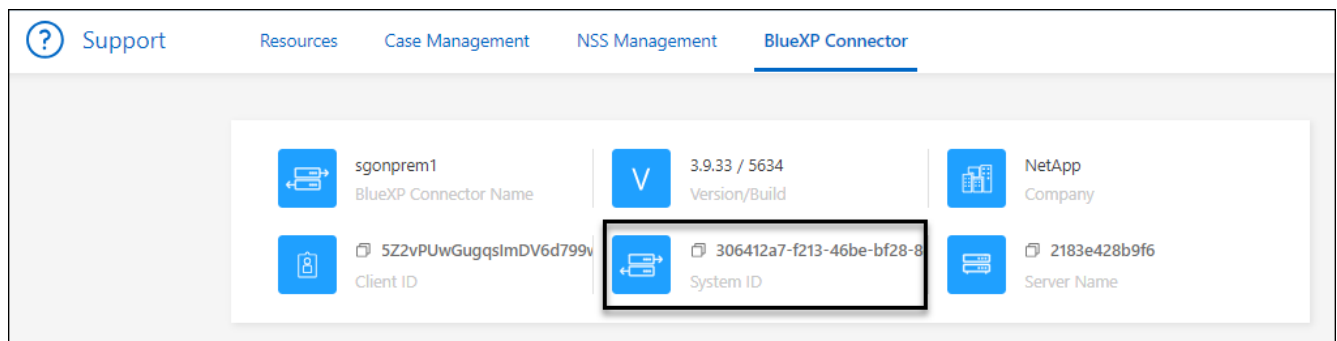 ? Support Resources Case Management NSS Management BlueXP Connector
sgonprem1
BlueXP Connector Name
V
3.9.33 / 5634
Version/Build
NetApp
Company
5Z2vPUwGugqsImDV6d799
Client ID
306412a7-f213-46be-bf28-8
System ID
2183e428b9f6
Server Name